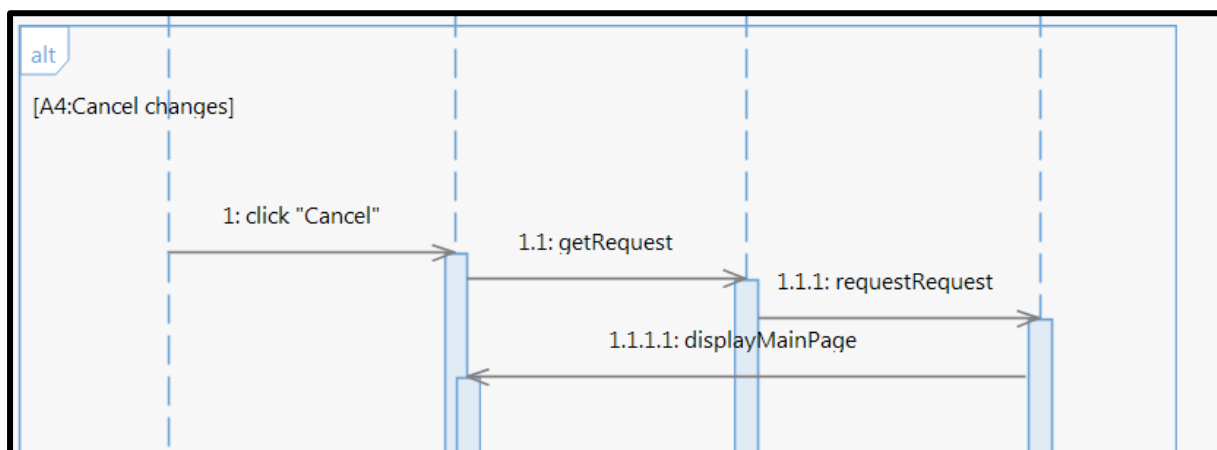 alt
[A4:Cancel changes]
1: click "Cancel"
1.1: getRequest
1.1.1: requestRequest
1.1.1.1: displayMainPage